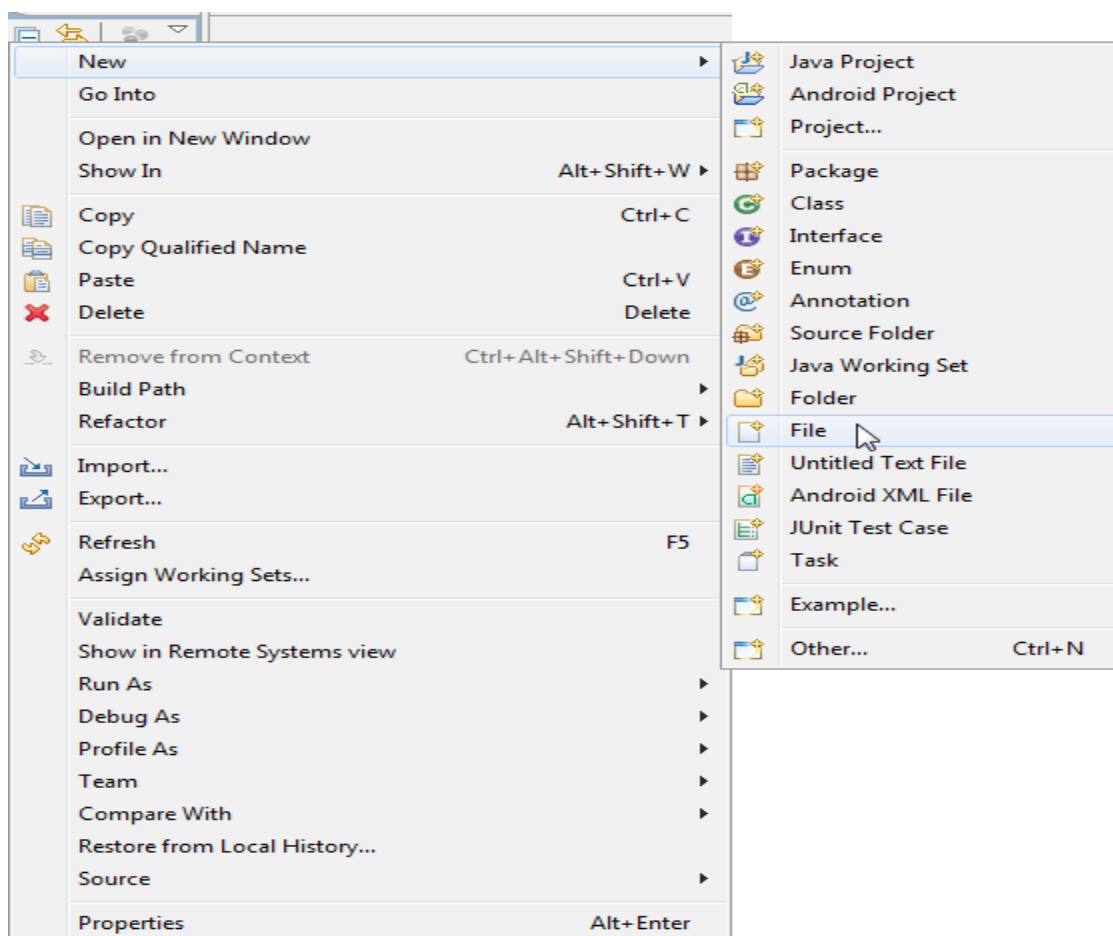 New
Go Into
Open in New Window
Show In Alt+Shift+W
Copy Ctrl+C
Copy Qualified Name
Paste Ctrl+V
Delete Delete
Remove from Context Ctrl+Alt+Shift+Down
Build Path
Refactor Alt+Shift+T
Import...
Export...
Refresh F5
Assign Working Sets...
Validate
Show in Remote Systems view
Run As
Debug As
Profile As
Team
Compare With
Restore from Local History...
Source
Properties Alt+Enter
Java Project
Android Project
Project...
Package
Class
Interface
Enum
Annotation
Source Folder
Java Working Set
Folder
File
Untitled Text File
Android XML File
JUnit Test Case
Task
Example...
Other... Ctrl+N